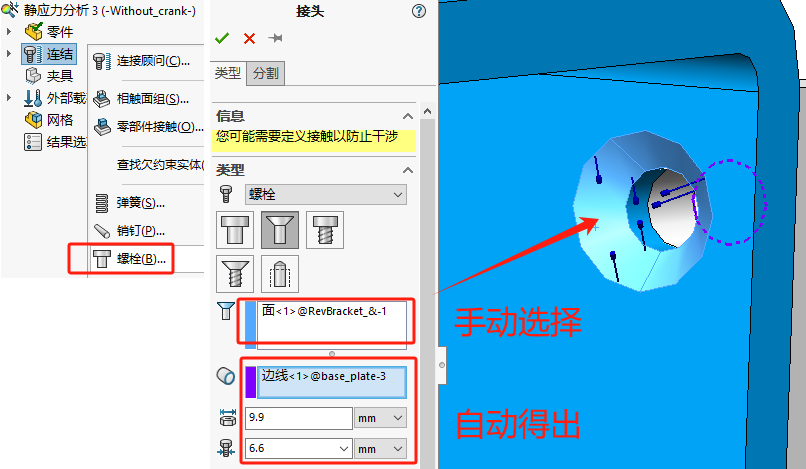 静应力分析 3 (-Without_crank-)
零件
连结
夹具
外部载
网格
结果选
连接顾问(C)...
相触面组(S)...
零部件接触(O)...
查找欠约束实体(
弹簧(S)...
销钉(P)...
螺栓(B)...
接头
类型
分割
信息
您可能需要定义接触以防止干涉
类型
螺栓
面<1>@RevBracket_&-1
边线<1>@base_plate-3
9.9
mm
6.6
mm
手动选择
自动得出